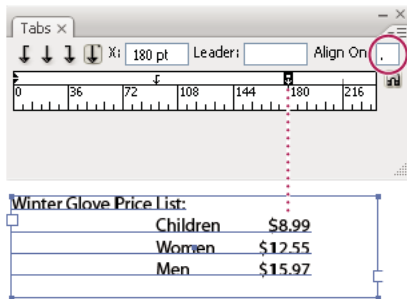 Tabs ×
X: 180 pt Leader: Align On: .
0 36 72 108 144 180 216
Winter Glove Price List:
Children $8.99
Women $12.55
Men $15.97